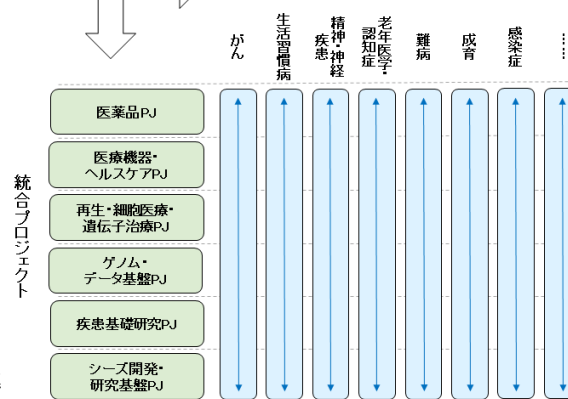 がん
生活習慣病
精神・神経
疾患
老年医学・
認知症
難病
成育
感染症
……
統合プロジェクト
医薬品PJ
医療機器・
ヘルスケアPJ
再生・細胞医療・
遺伝子治療PJ
ゲノム・
データ基盤PJ
疾患基礎研究PJ
シーズ開発・
研究基盤PJ